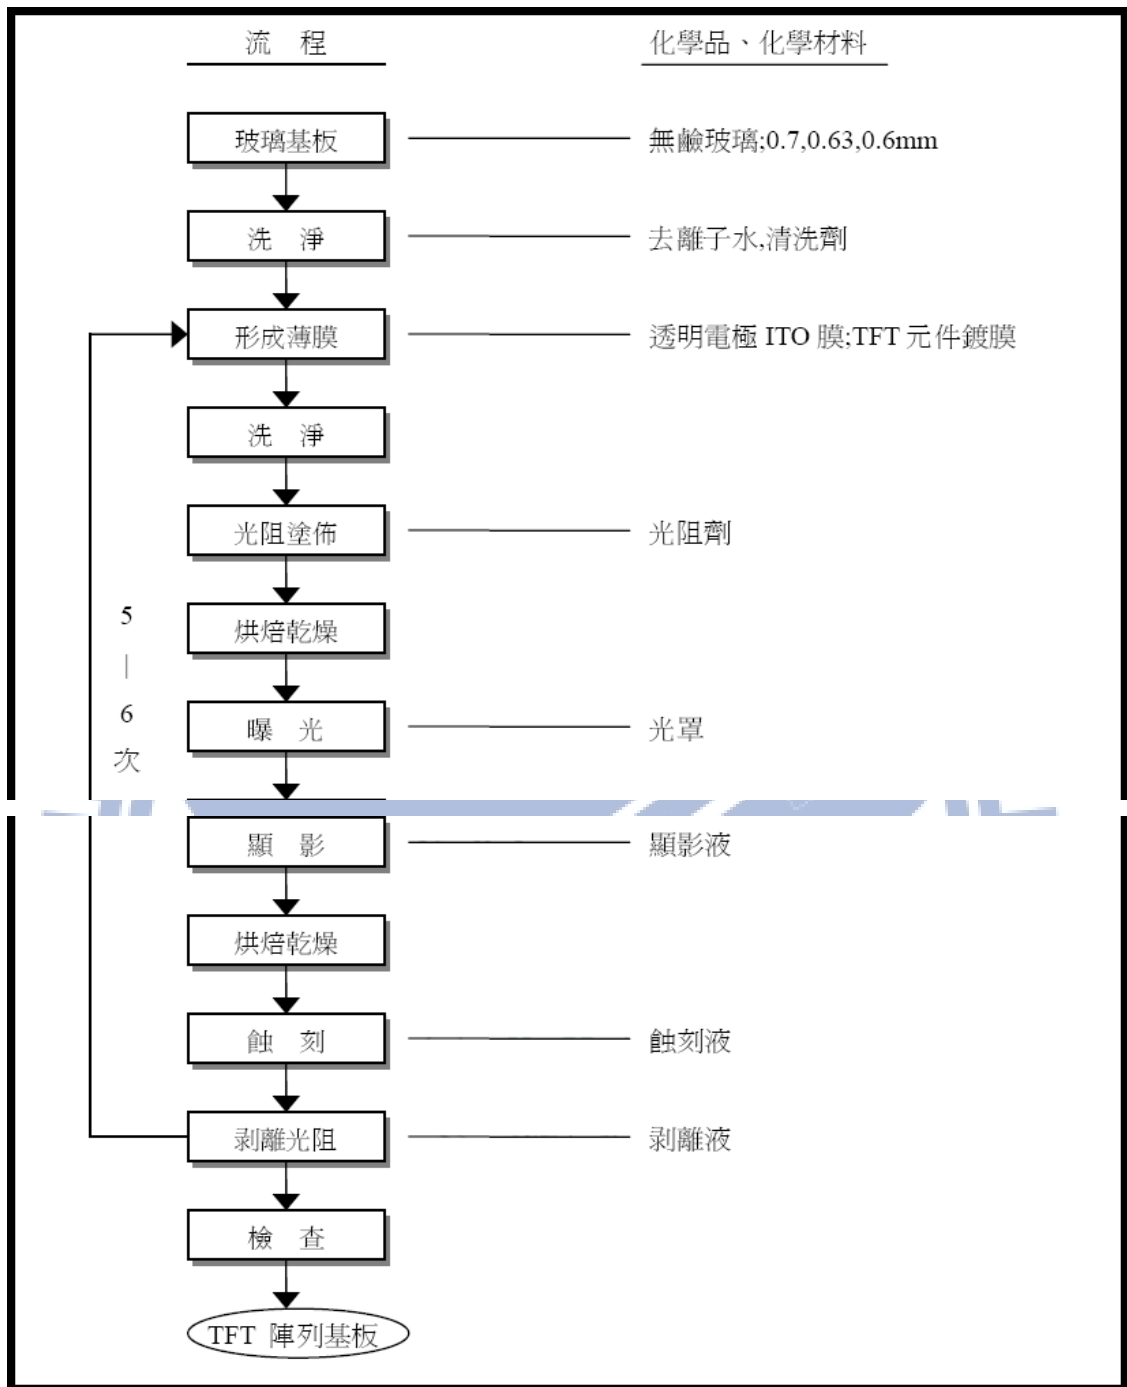 流 程 化學品、化學材料
玻璃基板 無鹼玻璃;0.7,0.63,0.6mm
洗 淨 去離子水,清洗劑
形成薄膜 透明電極 ITO 膜;TFT 元件鍍膜
洗 淨
光阻塗佈 光阻劑
烘焙乾燥
曝 光 光罩
5
|
6
次
顯 影 顯影液
烘焙乾燥
蝕 刻 蝕刻液
剥離光阻 剥離液
檢 查
TFT 陣列基板